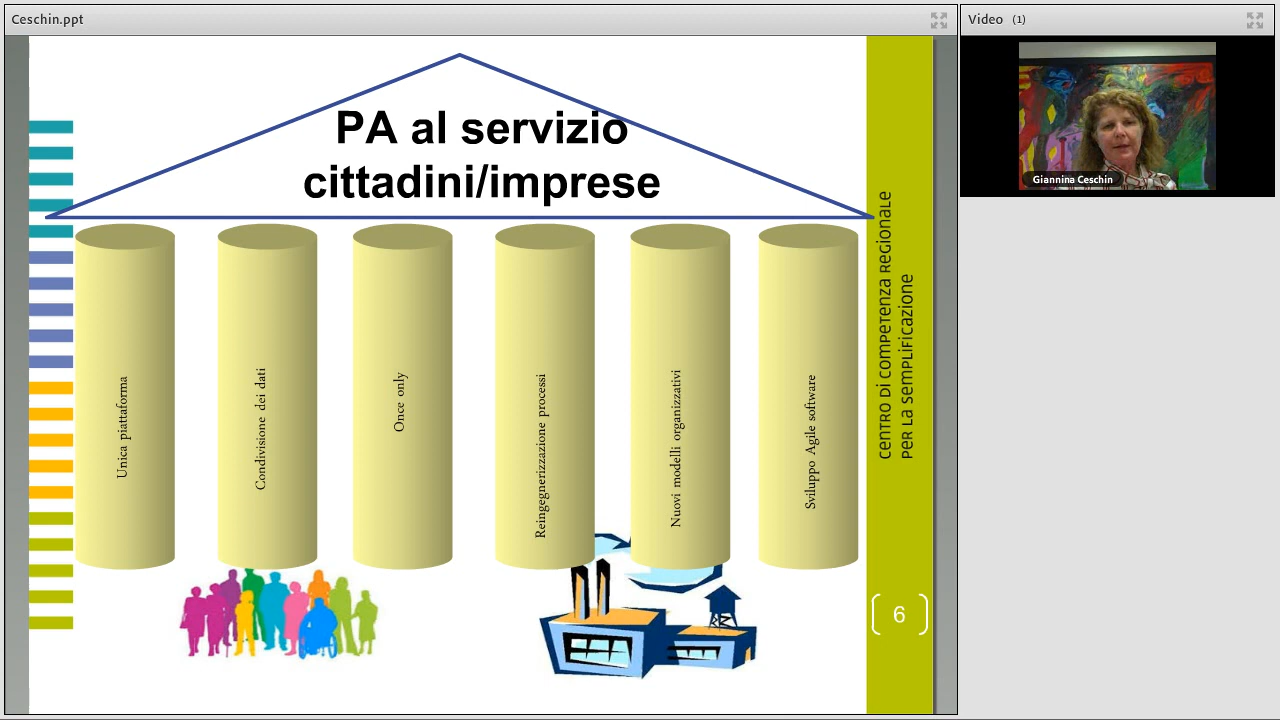 Ceschin.ppt
Video (1)
Giannina Ceschin
PA al servizio
cittadini/imprese
Unica piattaforma
Condivisione dei dati
Once only
Reingegnerizzazione processi
Nuovi modelli organizzativi
Sviluppo Agile software
CENTRO DI COMPETENZA REGIONALE
PER LA SEMPLIFICAZIONE
6